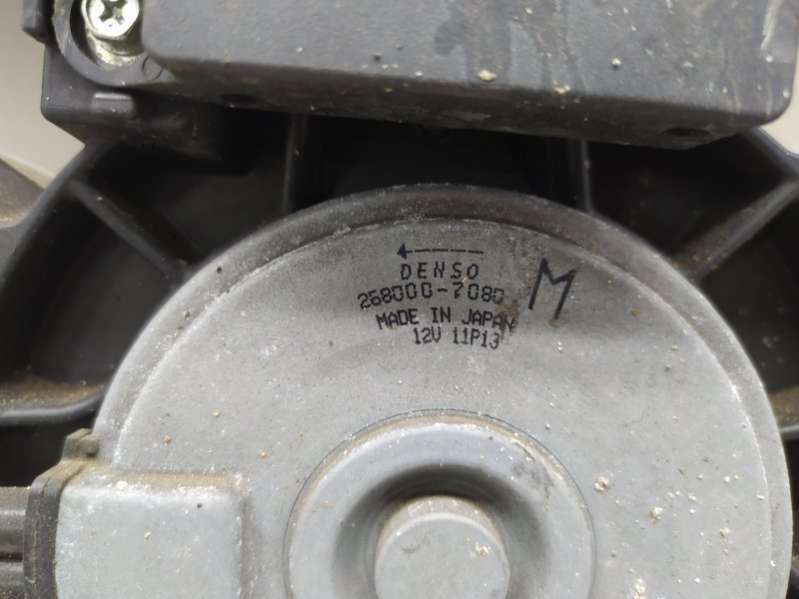 DENSO
268000-7080
M
MADE IN JAPAN
12V 11P13